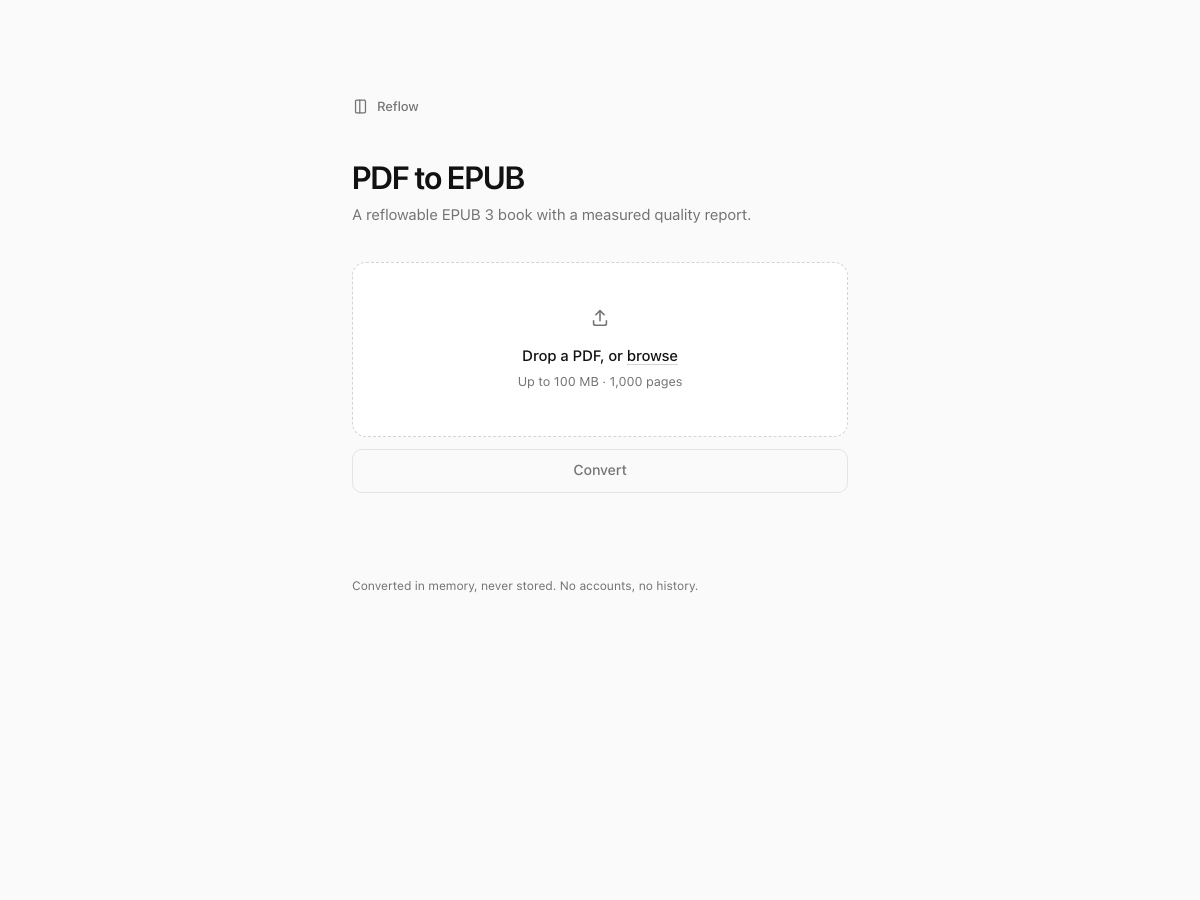 Reflow
PDF to EPUB
A reflowable EPUB 3 book with a measured quality report.
Drop a PDF, or browse
Up to 100 MB · 1,000 pages
Convert
Converted in memory, never stored. No accounts, no history.